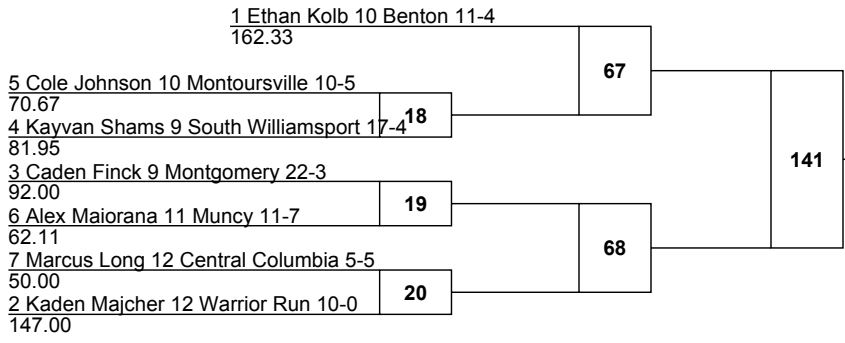 1 Ethan Kolb 10 Benton 11-4
162.33
67
5 Cole Johnson 10 Montoursville 10-5
70.67
18
4 Kayvan Shams 9 South Williamsport 17-4
81.95
141
3 Caden Finck 9 Montgomery 22-3
92.00
19
6 Alex Maiorana 11 Muncy 11-7
62.11
68
7 Marcus Long 12 Central Columbia 5-5
50.00
20
2 Kaden Majcher 12 Warrior Run 10-0
147.00